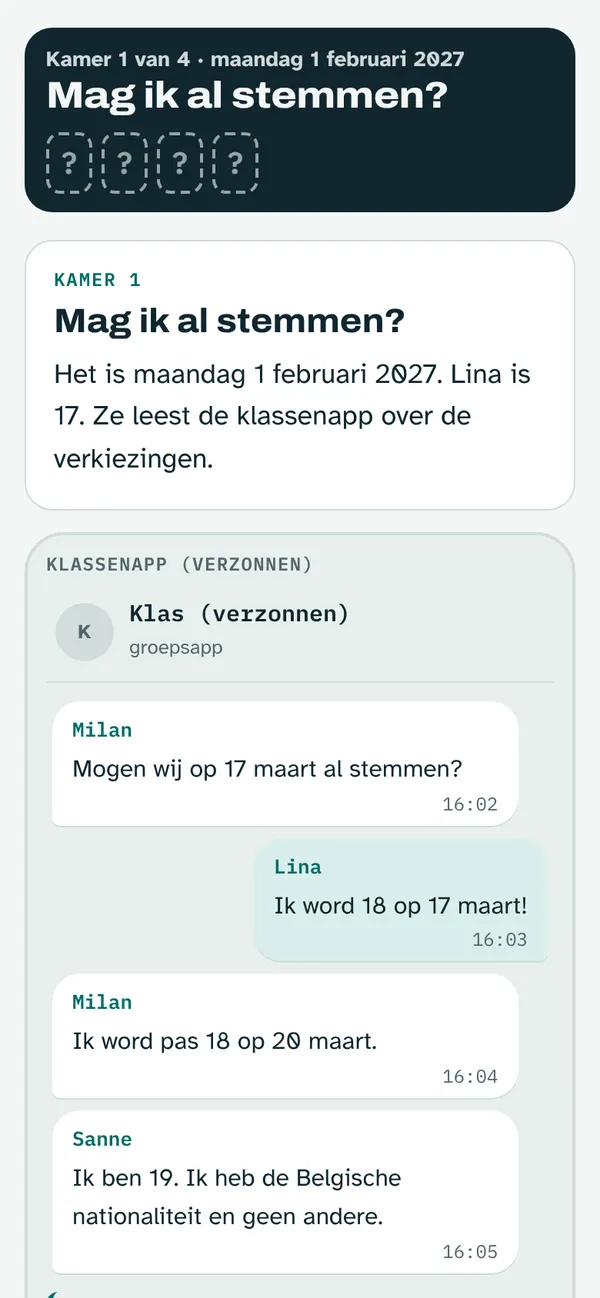 Kamer 1 van 4 · maandag 1 februari 2027
Mag ik al stemmen?
? ? ? ?
KAMER 1
Mag ik al stemmen?
Het is maandag 1 februari 2027. Lina is
17. Ze leest de klassenapp over de
verkiezingen.
KLASSENAPP (VERZONNEN)
K
Klas (verzonnen)
groepsapp
Milan
Mogen wij op 17 maart al stemmen?
16:02
Lina
Ik word 18 op 17 maart!
16:03
Milan
Ik word pas 18 op 20 maart.
16:04
Sanne
Ik ben 19. Ik heb de Belgische
nationaliteit en geen andere.
16:05